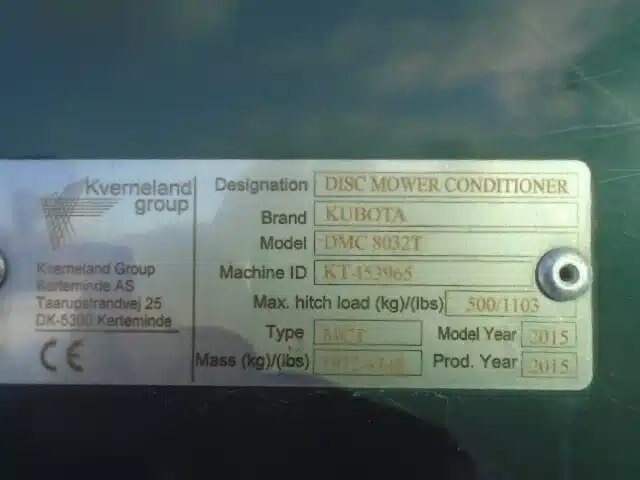 Kverneland
group
Kverneland Group
Kerteminde AS
Taarupstrandvej 25
DK-5300 Kerteminde
CE
Designation DISC MOWER CONDITIONER
Brand KUBOTA
Model DMC 8032T
Machine ID KT453965
Max. hitch load (kg)/(lbs) 500/1103
Type Model Year 2015
Mass (kg)/(lbs) Prod. Year 2015